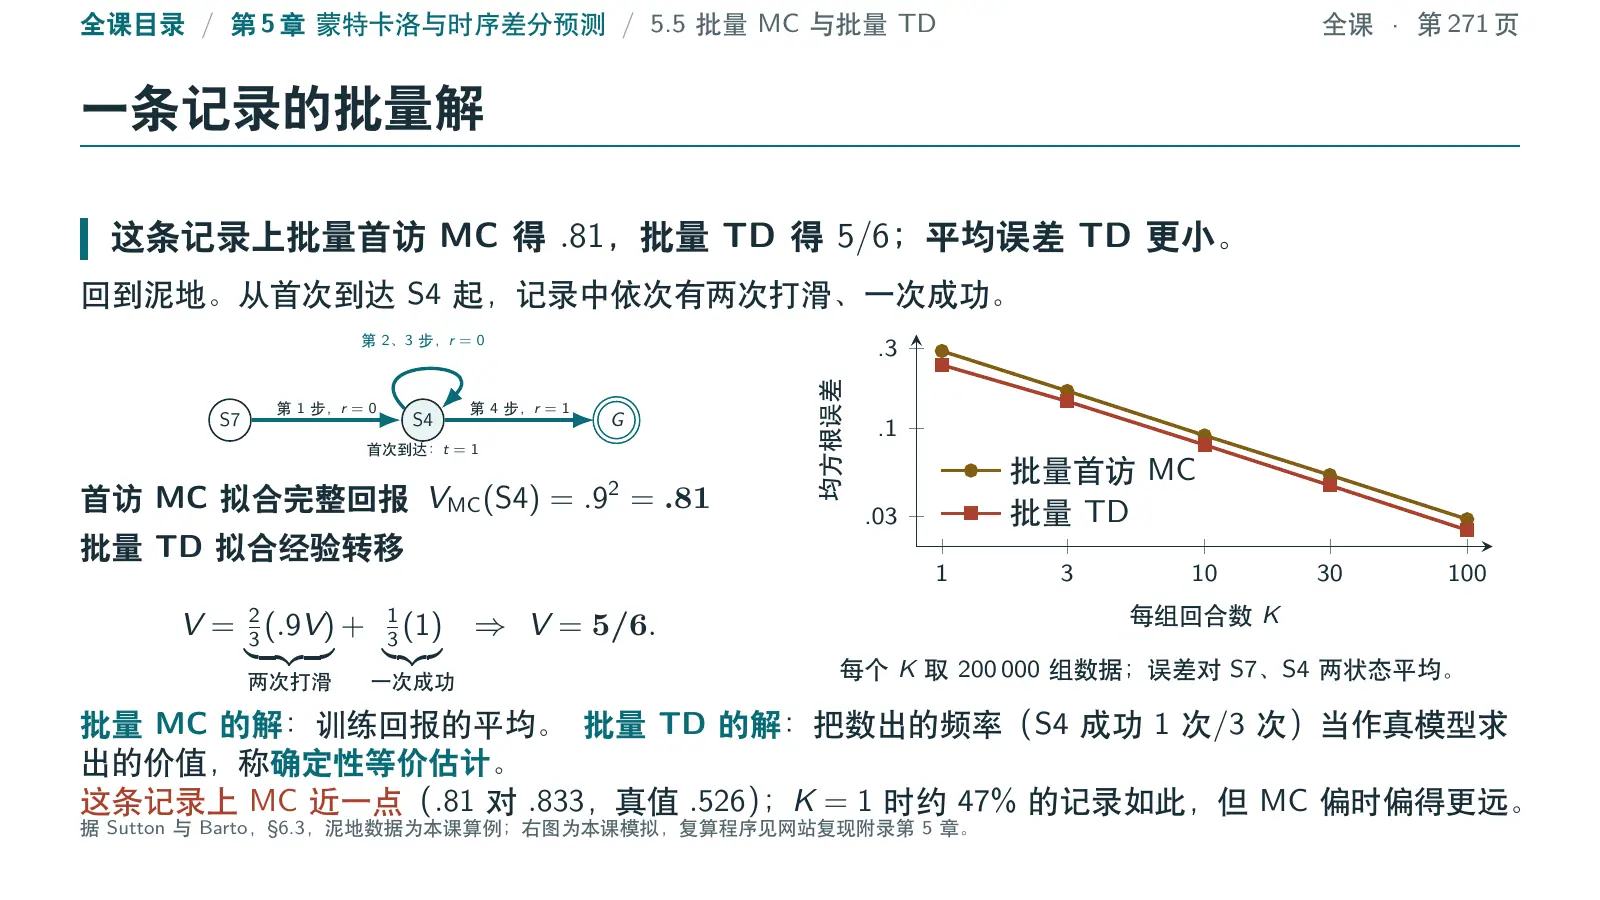 全课目录 / 第 5 章 蒙特卡洛与时序差分预测 / 5.5 批量 MC 与批量 TD
全课 · 第 271 页
一条记录的批量解
这条记录上批量首访 MC 得 .81，批量 TD 得 5/6；平均误差 TD 更小。
回到泥地。从首次到达 S4 起，记录中依次有两次打滑、一次成功。
第 2、3 步，r = 0
S7
第 1 步，r = 0
S4
第 4 步，r = 1
G
首次到达：t = 1
首访 MC 拟合完整回报 V_MC(S4) = .9² = .81
批量 TD 拟合经验转移
V = 2/3(.9V) + 1/3(1) ⇒ V = 5/6.
两次打滑 一次成功
均方根误差
.3
.1
.03
批量首访 MC
批量 TD
1 3 10 30 100
每组回合数 K
每个 K 取 200 000 组数据；误差对 S7、S4 两状态平均。
批量 MC 的解：训练回报的平均。 批量 TD 的解：把数出的频率（S4 成功 1 次/3 次）当作真模型求
出的价值，称确定性等价估计。
这条记录上 MC 近一点（.81 对 .833，真值 .526）；K = 1 时约 47% 的记录如此，但 MC 偏时偏得更远。
据 Sutton 与 Barto，§6.3，泥地数据为本课算例；右图为本课模拟，复算程序见网站复现附录第 5 章。